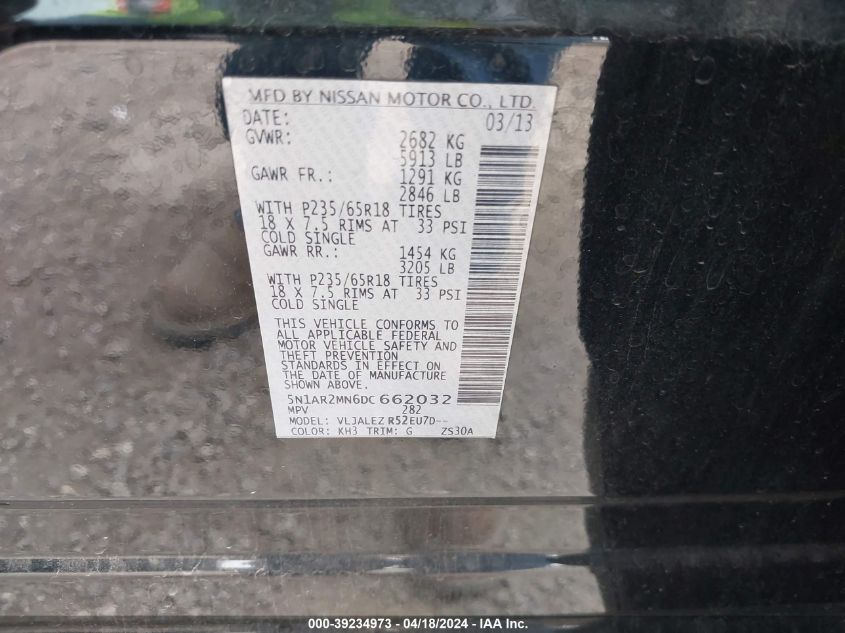 MFD BY NISSAN MOTOR CO., LTD.
DATE: 03/13
GVWR: 2682 KG
5913 LB
GAWR FR.: 1291 KG
2846 LB
WITH P235/65R18 TIRES
18 X 7.5 RIMS AT 33 PSI
COLD SINGLE
GAWR RR.: 1454 KG
3205 LB
WITH P235/65R18 TIRES
18 X 7.5 RIMS AT 33 PSI
COLD SINGLE
THIS VEHICLE CONFORMS TO
ALL APPLICABLE FEDERAL
MOTOR VEHICLE SAFETY AND
THEFT PREVENTION
STANDARDS IN EFFECT ON
THE DATE OF MANUFACTURE
SHOWN ABOVE.
5N1AR2MN6DC 662032
MPV 282
MODEL: VLJALEZ R52EU7D--
COLOR: KH3 TRIM: G ZS30A
000-39234973 - 04/18/2024 - IAA Inc.